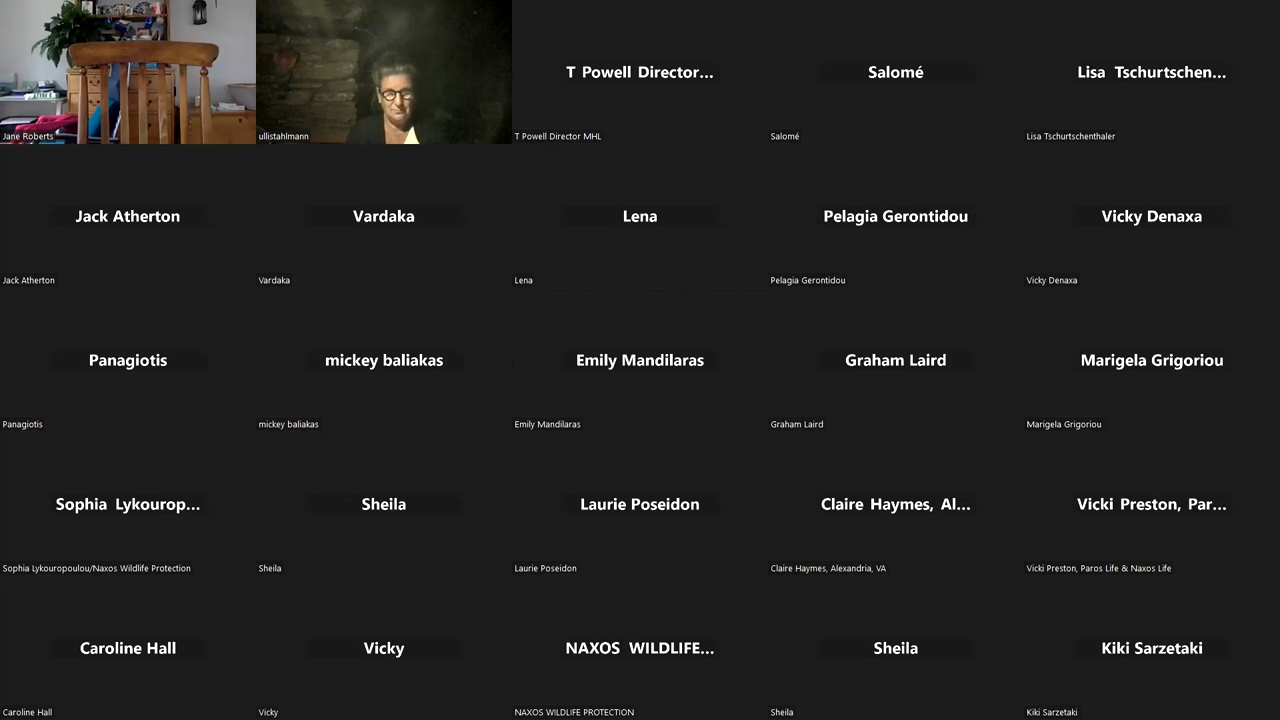 T Powell Director...
Salomé
Lisa Tschurtschen...
Jane Roberts
ullistahlmann
T Powell Director MHL
Salomé
Lisa Tschurtschenthaler
Jack Atherton
Vardaka
Lena
Pelagia Gerontidou
Vicky Denaxa
Jack Atherton
Vardaka
Lena
Pelagia Gerontidou
Vicky Denaxa
Panagiotis
mickey baliakas
Emily Mandilaras
Graham Laird
Marigela Grigoriou
Panagiotis
mickey baliakas
Emily Mandilaras
Graham Laird
Marigela Grigoriou
Sophia Lykourop...
Sheila
Laurie Poseidon
Claire Haymes, Al...
Vicki Preston, Par...
Sophia Lykouropoulou/Naxos Wildlife Protection
Sheila
Laurie Poseidon
Claire Haymes, Alexandria, VA
Vicki Preston, Paros Life & Naxos Life
Caroline Hall
Vicky
NAXOS WILDLIFE...
Sheila
Kiki Sarzetaki
Caroline Hall
Vicky
NAXOS WILDLIFE PROTECTION
Sheila
Kiki Sarzetaki